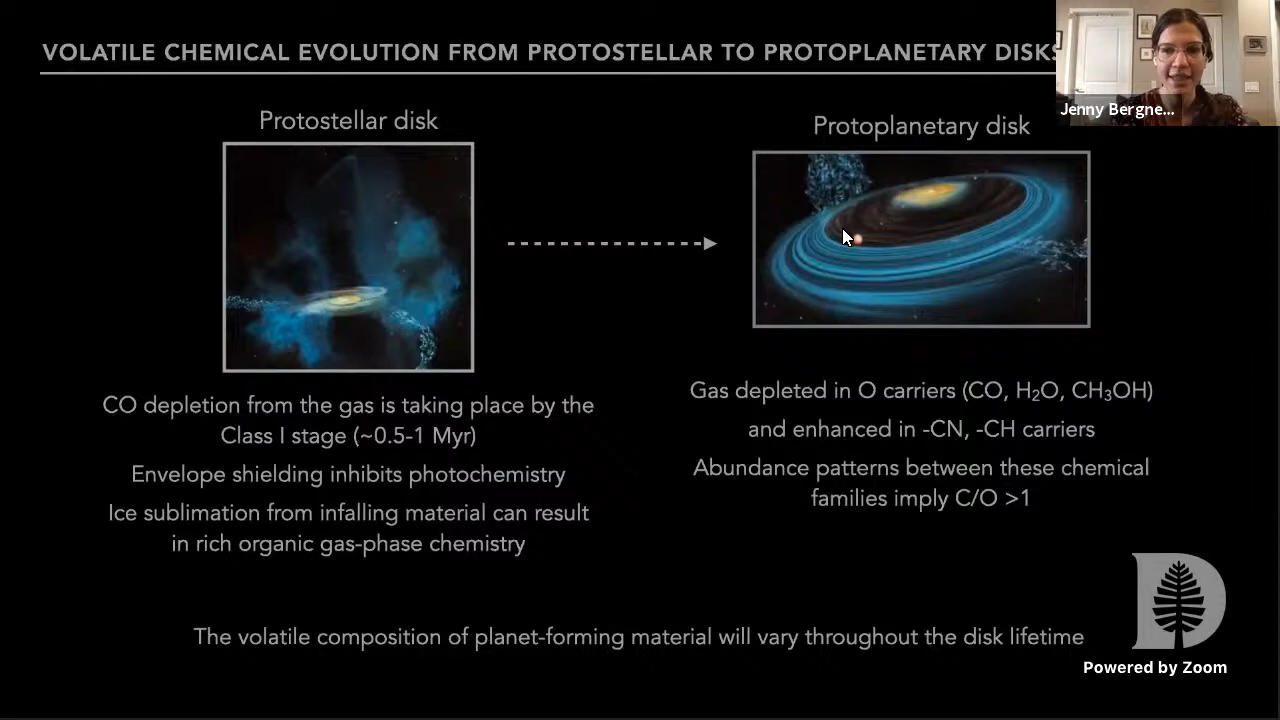 VOLATILE CHEMICAL EVOLUTION FROM PROTOSTELLAR TO PROTOPLANETARY DISKS
Jenny Bergne...
Protostellar disk
Protoplanetary disk
CO depletion from the gas is taking place by the
Class I stage (~0.5-1 Myr)
Envelope shielding inhibits photochemistry
Ice sublimation from infalling material can result
in rich organic gas-phase chemistry
Gas depleted in O carriers (CO, H₂O, CH₃OH)
and enhanced in -CN, -CH carriers
Abundance patterns between these chemical
families imply C/O >1
The volatile composition of planet-forming material will vary throughout the disk lifetime
D
Powered by Zoom